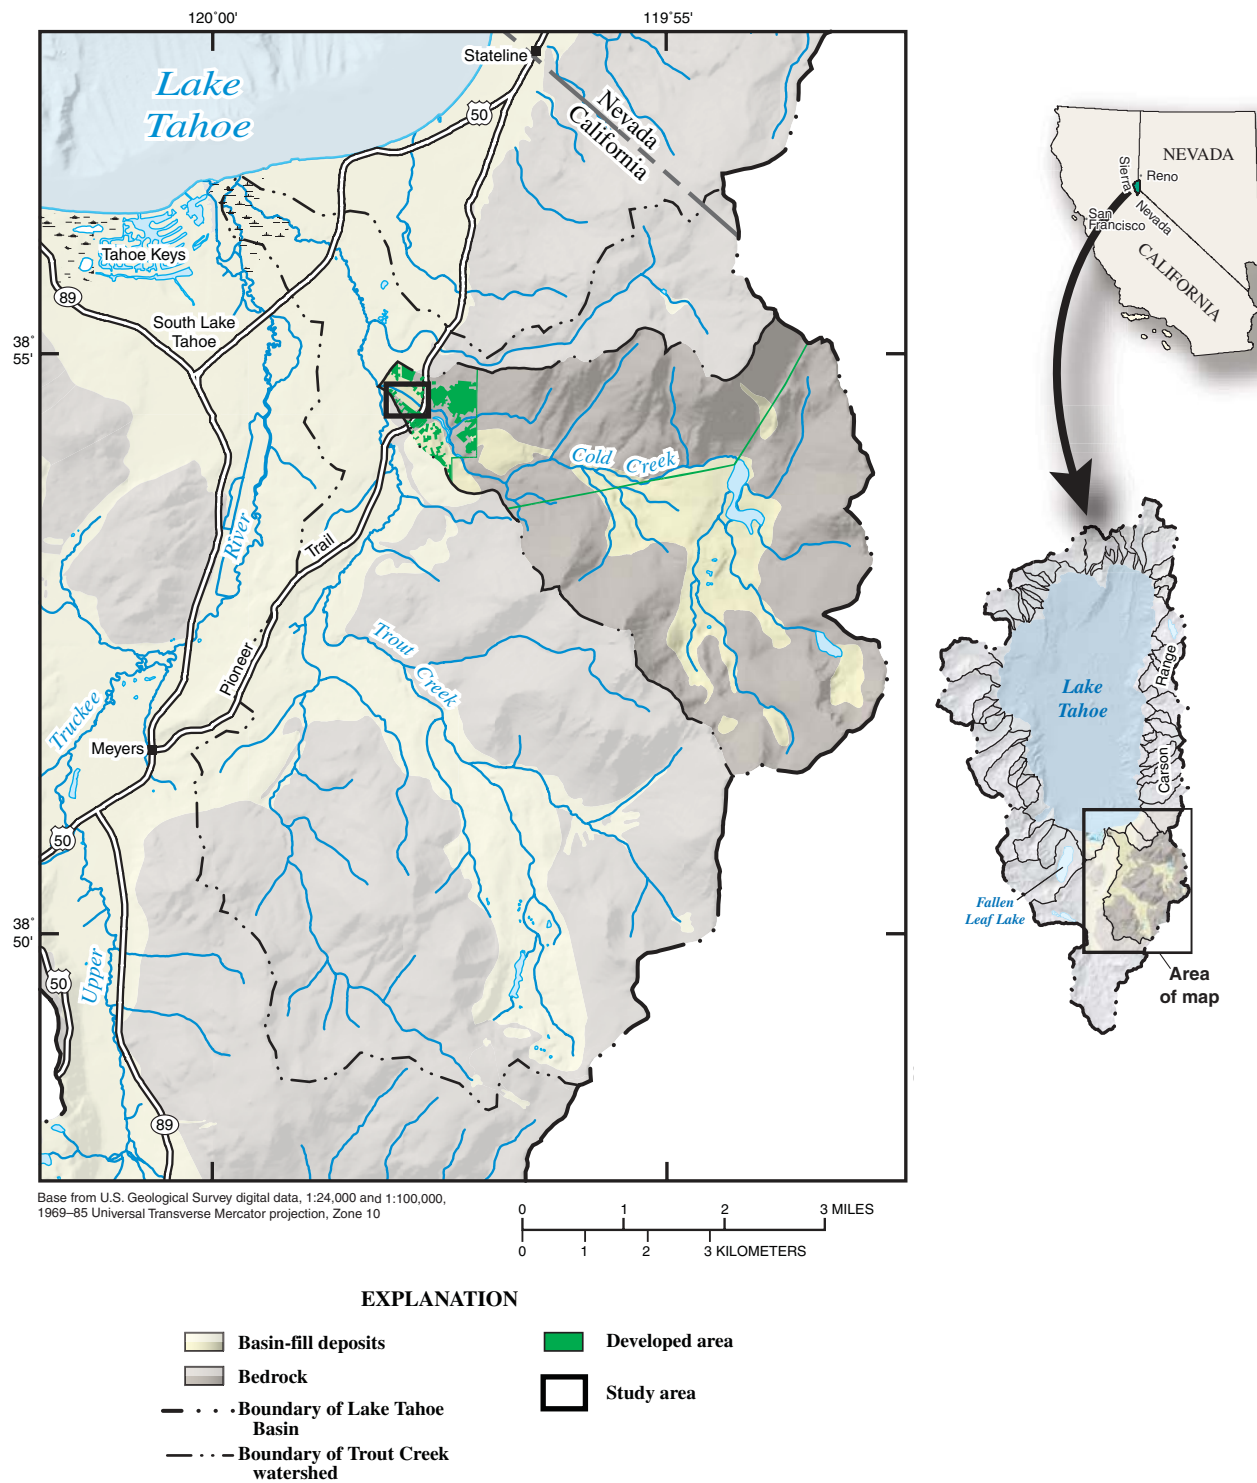 120°00'
119°55'
Stateline
Lake
Tahoe
50
Nevada
California
Tahoe Keys
89
South Lake
Tahoe
38°
55'
Cold Creek
River
Trail
Trout Creek
Pioneer
Truckee
Meyers
50
38°
50'
50
Upper
89
NEVADA
Reno
Sierra
Nevada
San
Francisco
CALIFORNIA
Range
Lake
Tahoe
Carson
Fallen
Leaf Lake
Area
of map
Base from U.S. Geological Survey digital data, 1:24,000 and 1:100,000,
1969–85 Universal Transverse Mercator projection, Zone 10
0 1 2 3 MILES
0 1 2 3 KILOMETERS
EXPLANATION
Basin-fill deposits
Bedrock
Boundary of Lake Tahoe
Basin
Boundary of Trout Creek
watershed
Developed area
Study area